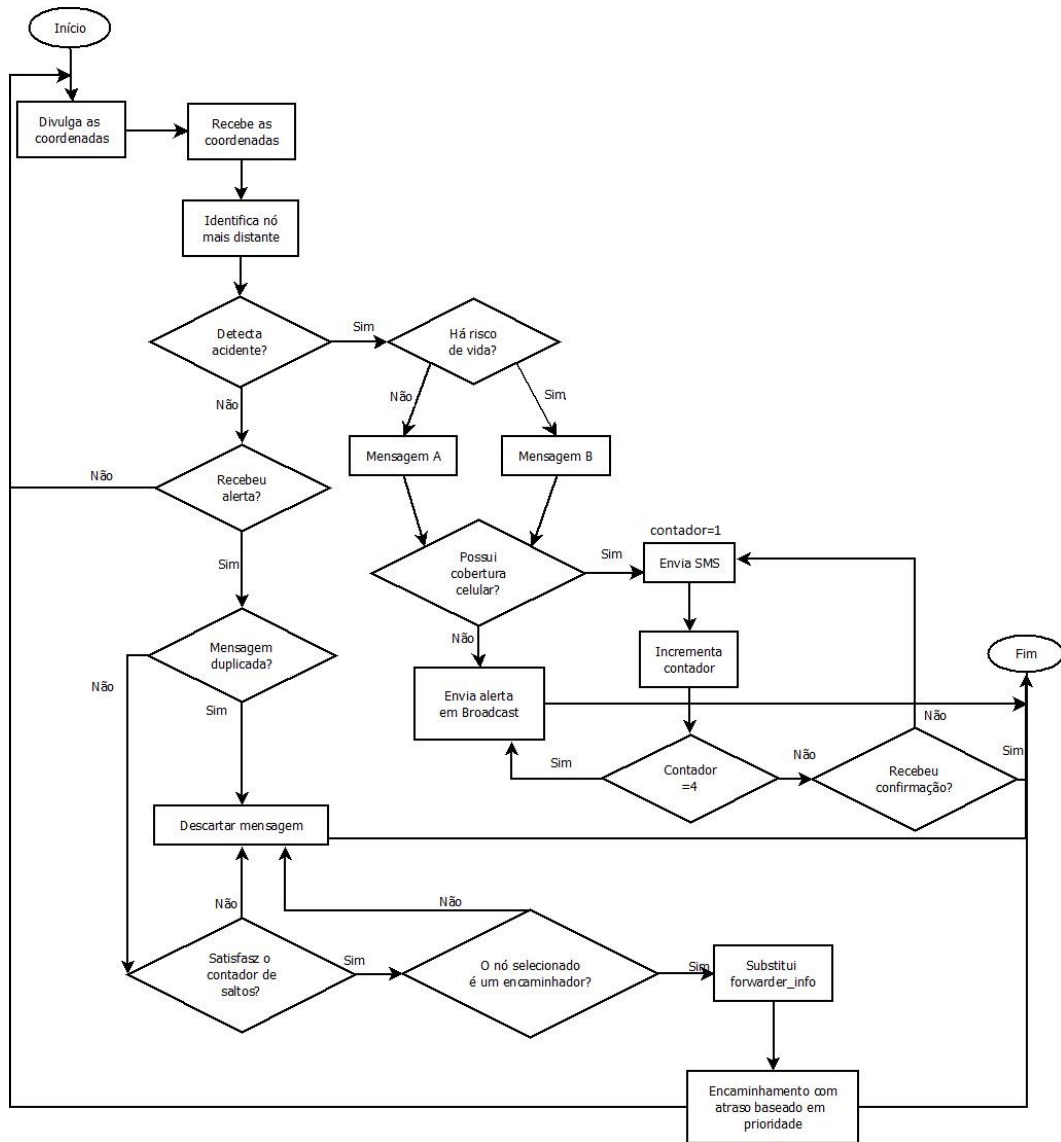 Início
Divulga as
coordenadas
Recebe as
coordenadas
Identifica nó
mais distante
Detecta
acidente?
Sim
Há risco
de vida?
Não
Não
Sim
Mensagem A
Mensagem B
Não
Recebeu
alerta?
Sim
Possui
cobertura
celular?
Sim
contador=1
Envia SMS
Não
Incrementa
contador
Mensagem
duplicada?
Não
Sim
Envia alerta
em Broadcast
Fim
Sim
Contador
=4
Não
Recebeu
confirmação?
Não
Sim
Descartar mensagem
Não
Não
Satisfasz o
contador de
saltos?
Sim
O nó selecionado
é um encaminhador?
Sim
Substitui
forwarder_info
Encaminhamento com
atraso baseado em
prioridade